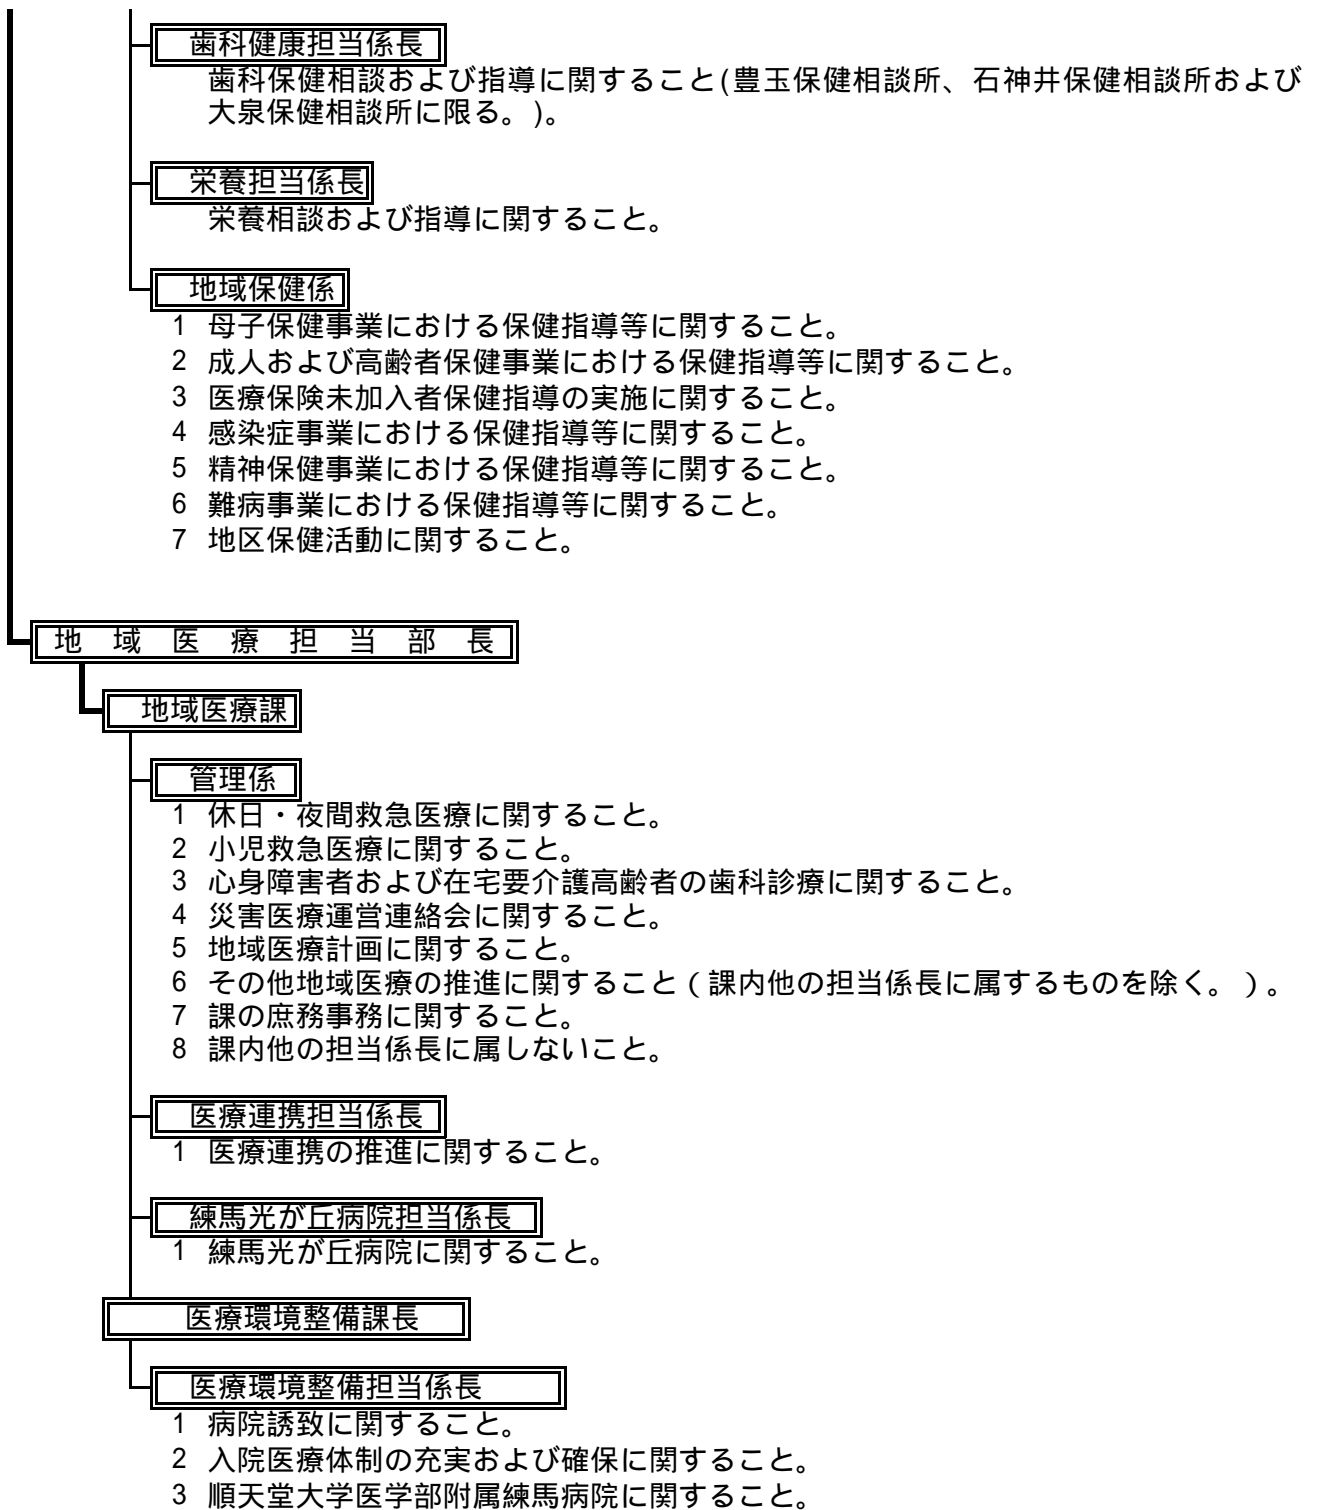 歯科健康担当係長
歯科保健相談および指導に関すること(豊玉保健相談所、石神井保健相談所および
大泉保健相談所に限る。)。
栄養担当係長
栄養相談および指導に関すること。
地域保健係
1 母子保健事業における保健指導等に関すること。
2 成人および高齢者保健事業における保健指導等に関すること。
3 医療保険未加入者保健指導の実施に関すること。
4 感染症事業における保健指導等に関すること。
5 精神保健事業における保健指導等に関すること。
6 難病事業における保健指導等に関すること。
7 地区保健活動に関すること。
地 域 医 療 担 当 部 長
地域医療課
管理係
1 休日・夜間救急医療に関すること。
2 小児救急医療に関すること。
3 心身障害者および在宅要介護高齢者の歯科診療に関すること。
4 災害医療運営連絡会に関すること。
5 地域医療計画に関すること。
6 その他地域医療の推進に関すること(課内他の担当係長に属するものを除く。)。
7 課の庶務事務に関すること。
8 課内他の担当係長に属しないこと。
医療連携担当係長
1 医療連携の推進に関すること。
練馬光が丘病院担当係長
1 練馬光が丘病院に関すること。
医療環境整備課長
医療環境整備担当係長
1 病院誘致に関すること。
2 入院医療体制の充実および確保に関すること。
3 順天堂大学医学部附属練馬病院に関すること。